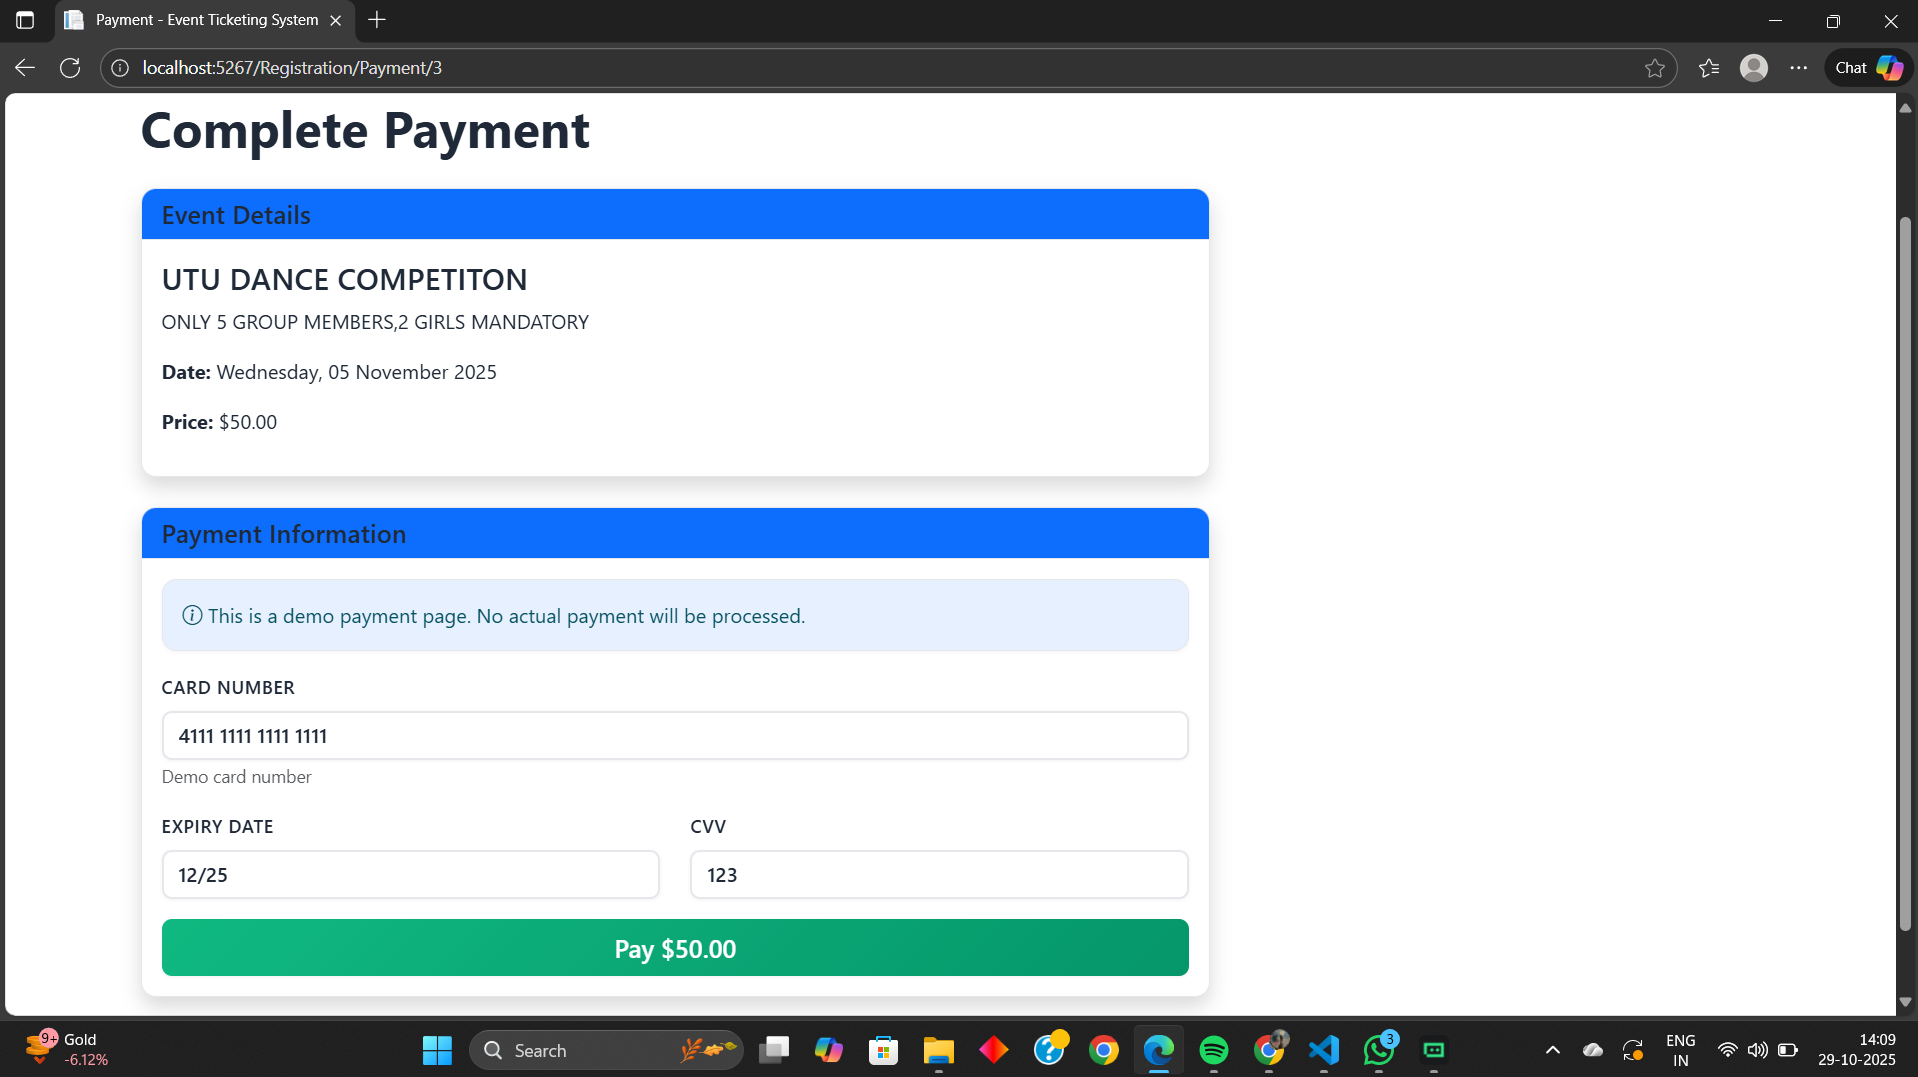 Payment - Event Ticketing System
localhost:5267/Registration/Payment/3
Chat
Complete Payment
Event Details
UTU DANCE COMPETITON
ONLY 5 GROUP MEMBERS,2 GIRLS MANDATORY
Date: Wednesday, 05 November 2025
Price: $50.00
Payment Information
This is a demo payment page. No actual payment will be processed.
CARD NUMBER
4111 1111 1111 1111
Demo card number
EXPIRY DATE
CVV
12/25
123
Pay $50.00
9+
Gold
-6.12%
Search
3
ENG
IN
14:09
29-10-2025